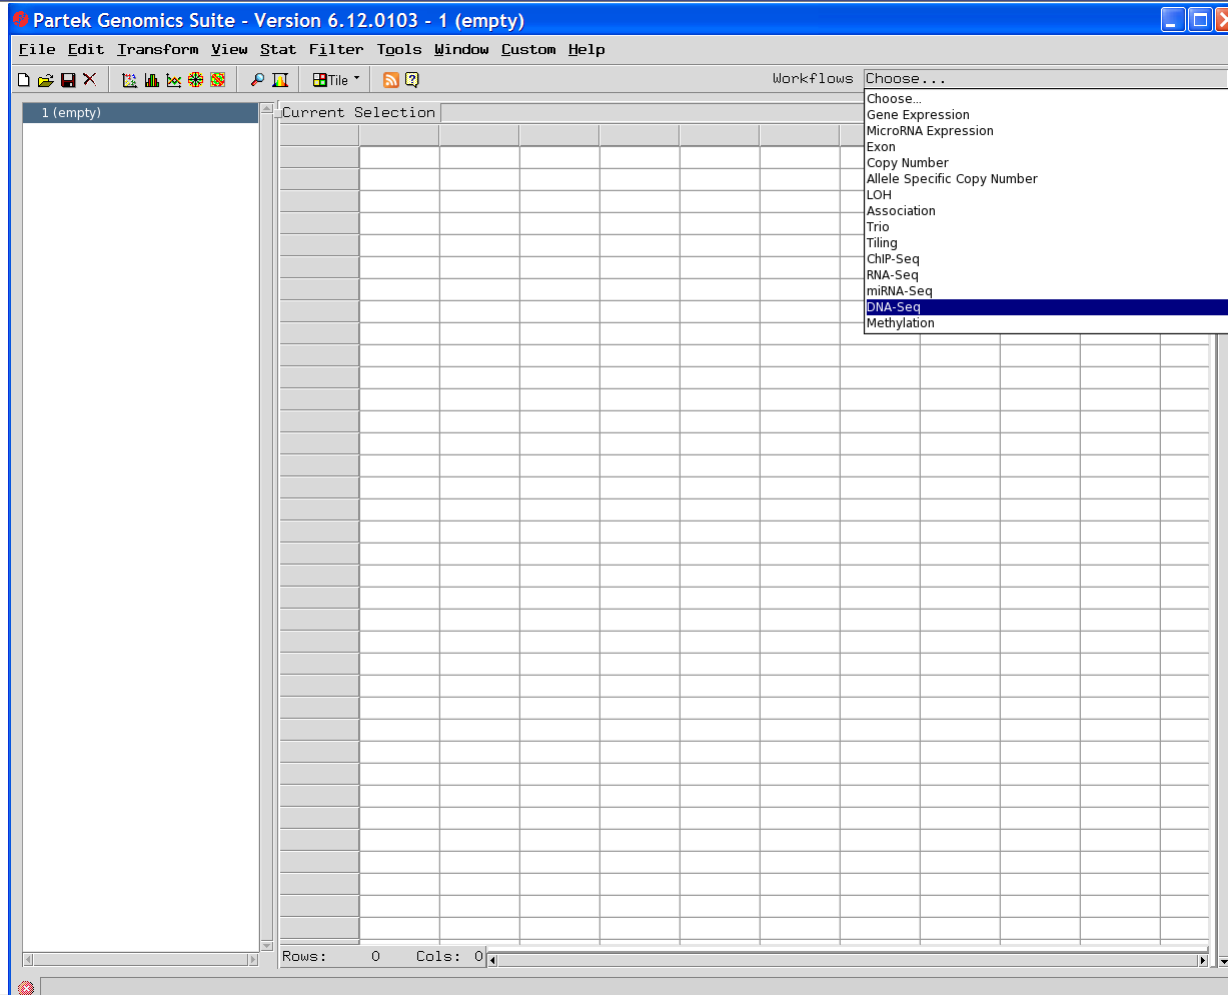 Partek Genomics Suite - Version 6.12.0103 - 1 (empty)
File Edit Transform View Stat Filter Tools Window Custom Help
Tile Workflows Choose...
1 (empty)
Current Selection
Choose...
Gene Expression
MicroRNA Expression
Exon
Copy Number
Allele Specific Copy Number
LOH
Association
Trio
Tiling
ChIP-Seq
RNA-Seq
miRNA-Seq
DNA-Seq
Methylation
Rows: 0 Cols: 0